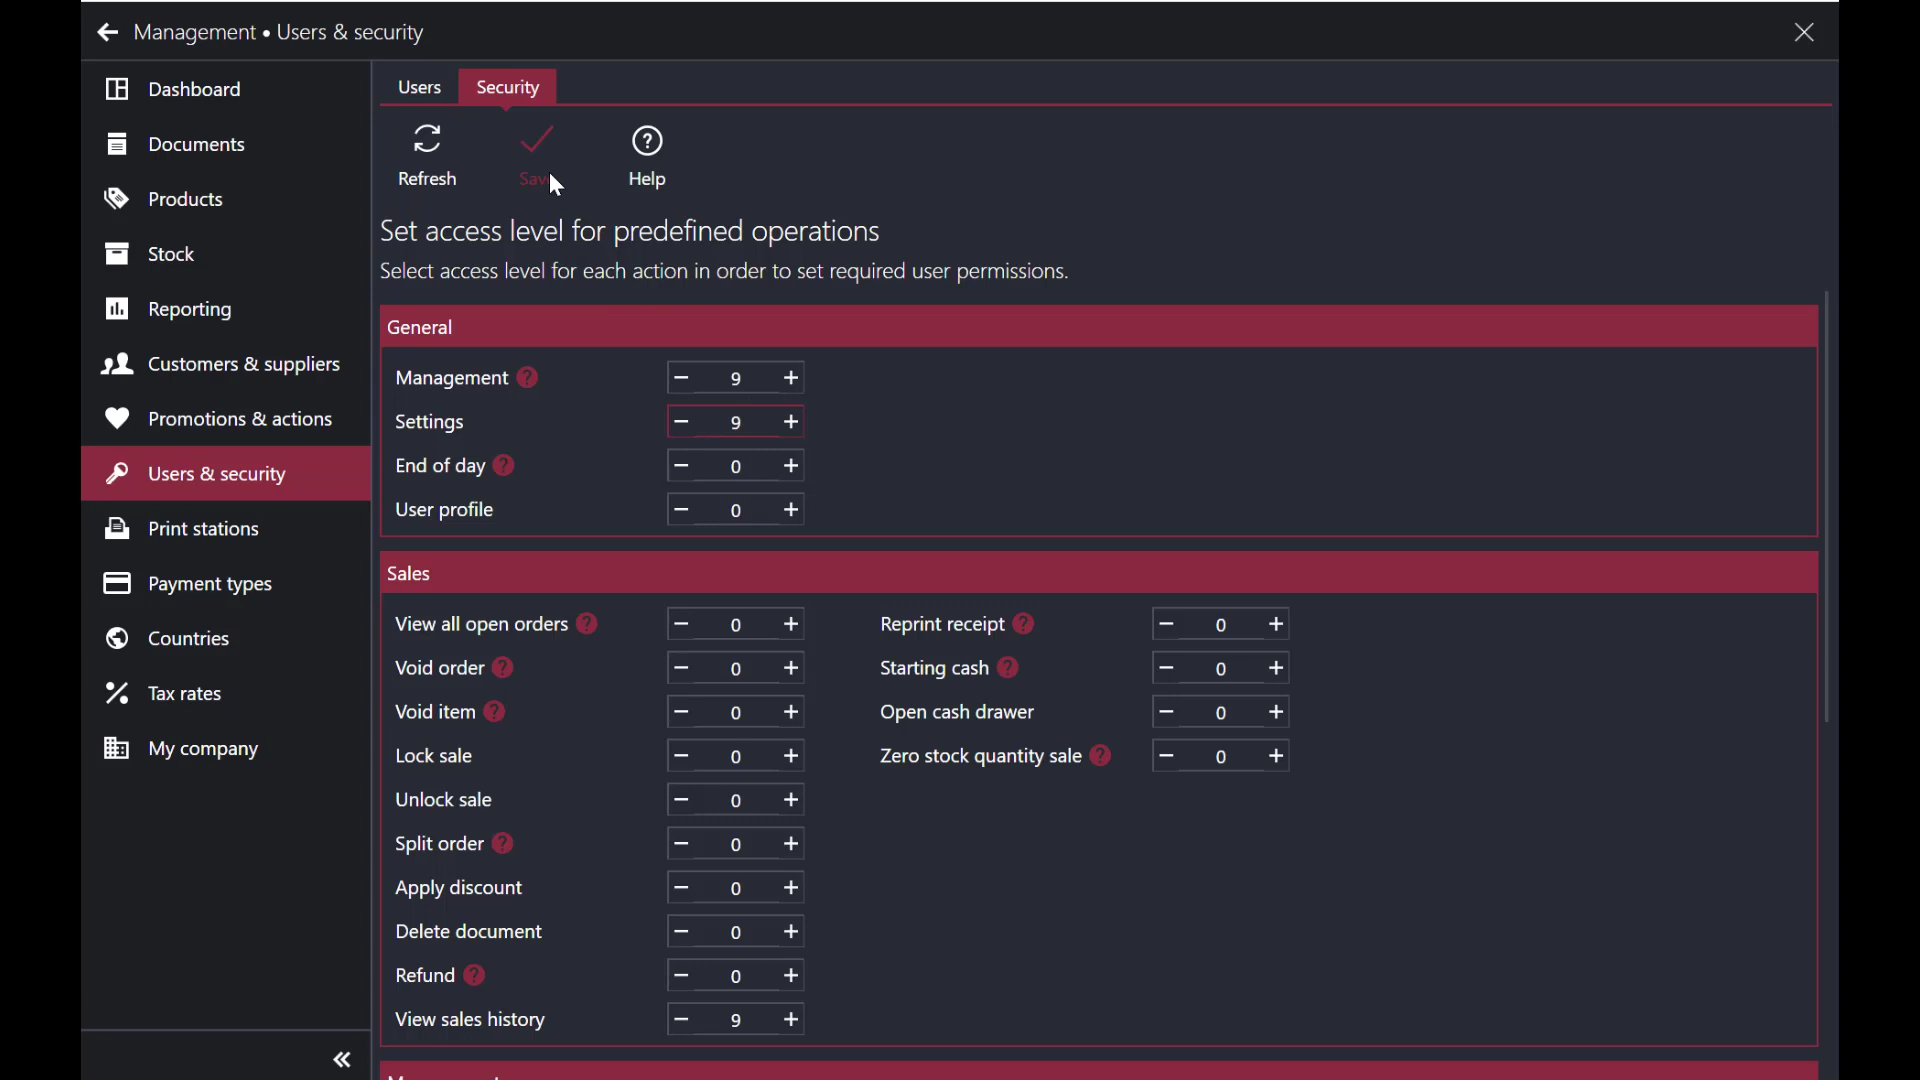 Management • Users & security
Dashboard
Documents
Products
Stock
Reporting
Customers & suppliers
Promotions & actions
Users & security
Print stations
Payment types
Countries
Tax rates
My company
Users Security
Refresh Help
Set access level for predefined operations
Select access level for each action in order to set required user permissions.
General
Management ? − 9 +
Settings − 9 +
End of day ? − 0 +
User profile − 0 +
Sales
View all open orders ? − 0 + Reprint receipt ? − 0 +
Void order ? − 0 + Starting cash ? − 0 +
Void item ? − 0 + Open cash drawer − 0 +
Lock sale − 0 + Zero stock quantity sale ? − 0 +
Unlock sale − 0 +
Split order ? − 0 +
Apply discount − 0 +
Delete document − 0 +
Refund ? − 0 +
View sales history − 9 +